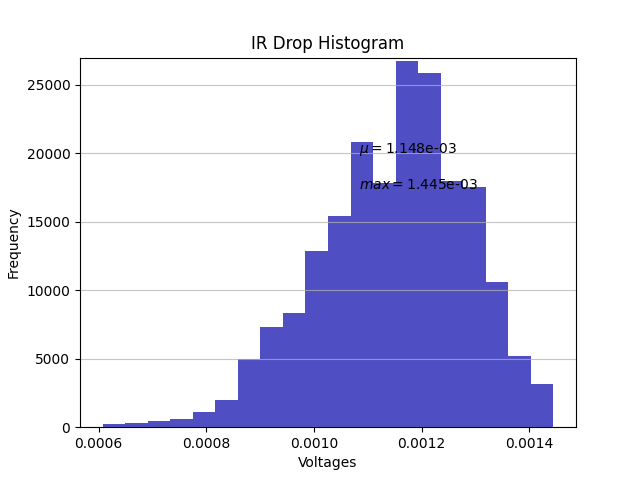 IR Drop Histogram
25000
20000
15000
10000
5000
0
Frequency
μ = 1.148e-03
max = 1.445e-03
0.0006 0.0008 0.0010 0.0012 0.0014
Voltages